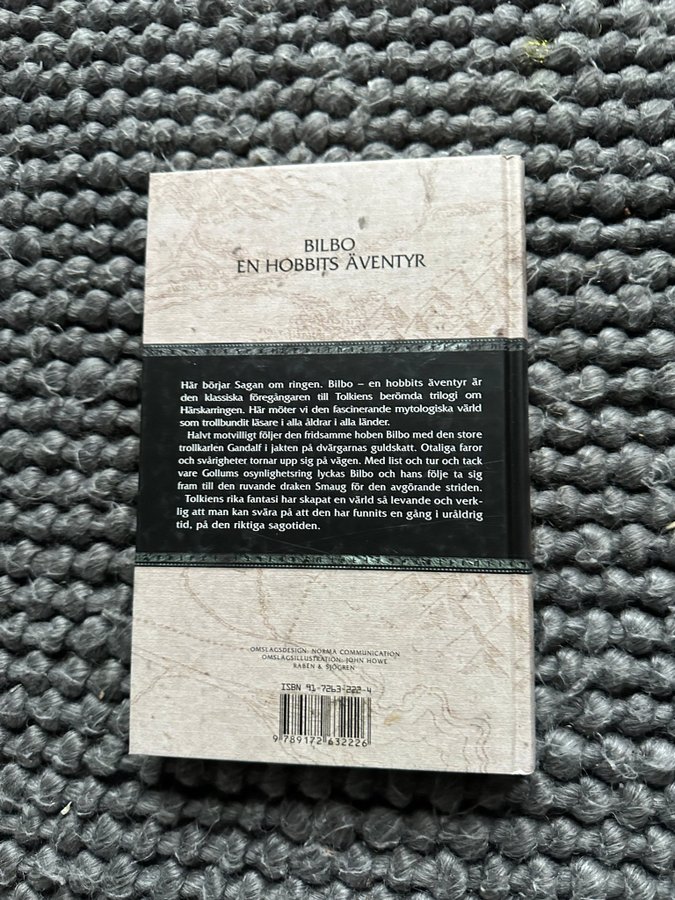 BILBO
EN HOBBITS ÄVENTYR
Här börjar Sagan om ringen. Bilbo – en hobbits äventyr är
den klassiska föregångaren till Tolkiens berömda trilogi om
Härskarringen. Här möter vi den fascinerande mytologiska värld
som trollbundit läsare i alla åldrar i alla länder.
Halvt motvilligt följer den fridsamme hoben Bilbo med den store
trollkarlen Gandalf i jakten på dvärgarnas guldskatt. Otaliga faror
och svårigheter tornar upp sig på vägen. Med list och tur och tack
vare Gollums osynlighetsring lyckas Bilbo och hans följe ta sig
fram till den ruvande draken Smaug för den avgörande striden.
Tolkiens rika fantasi har skapat en värld så levande och verk-
lig att man kan svära på att den har funnits en gång i uråldrig
tid, på den riktiga sagotiden.
OMSLAGSDESIGN: NORMA COMMUNICATION
OMSLAGSILLUSTRATION: JOHN HOWE
RABÉN & SJÖGREN
ISBN 91-7263-222-4
9 789172 632226